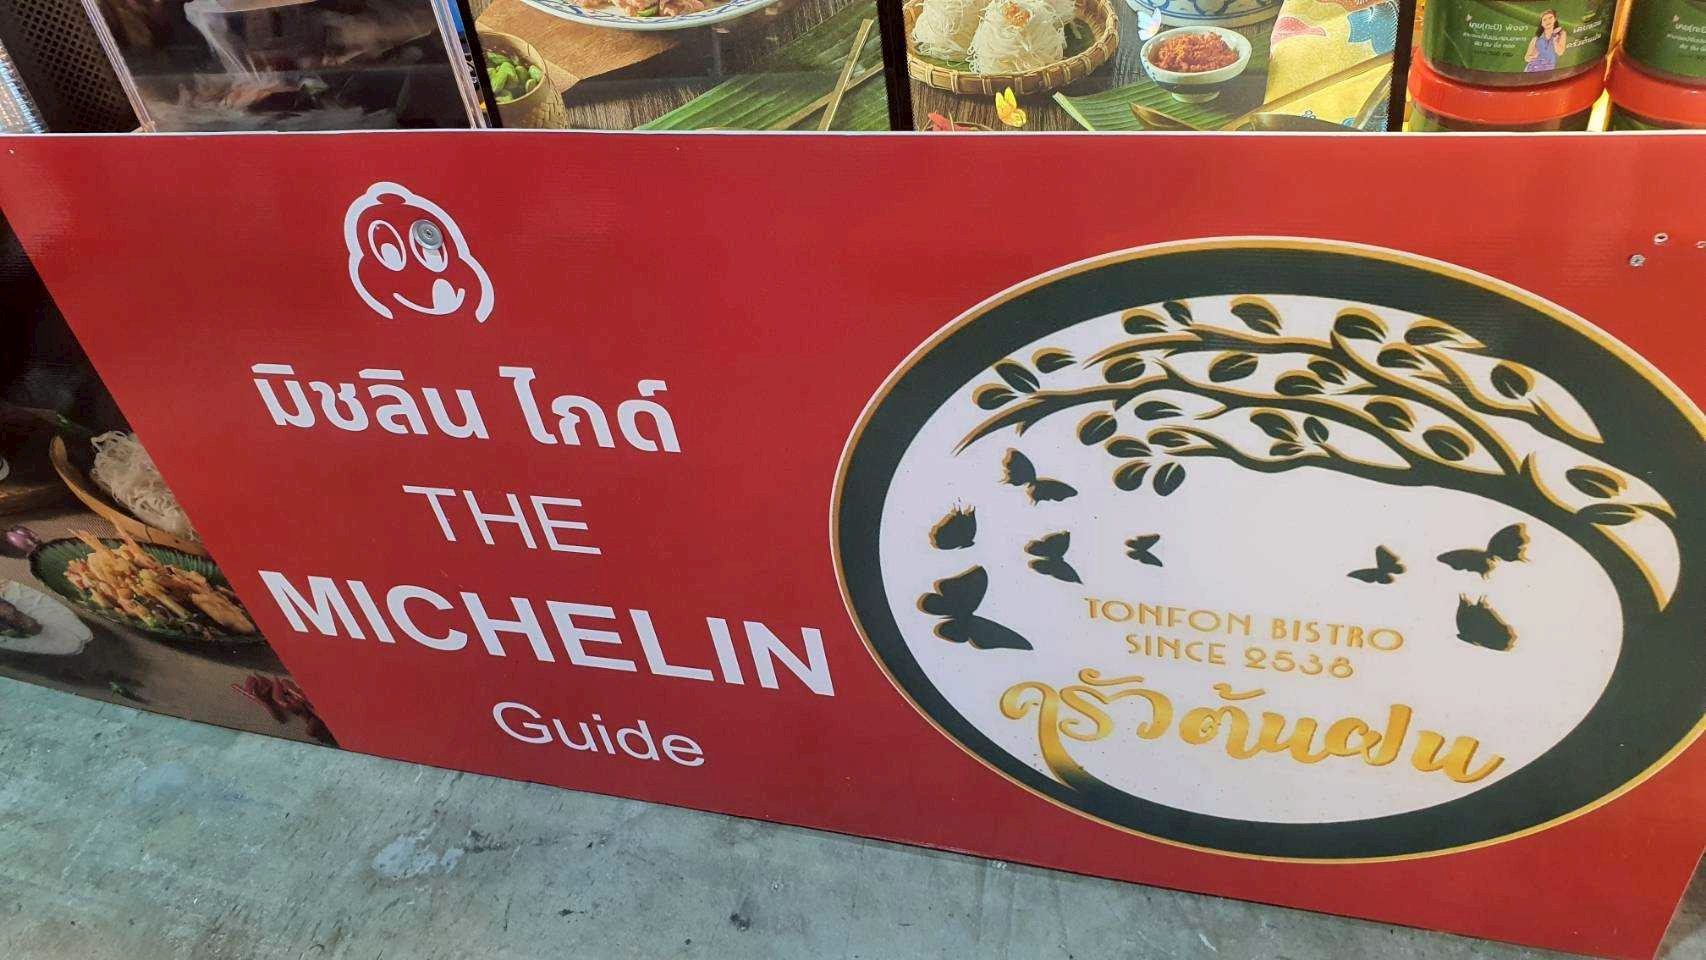 มิชลิน ไกด์
THE
MICHELIN
Guide
TONFON BISTRO
SINCE 2538
ครัวต้นฝน